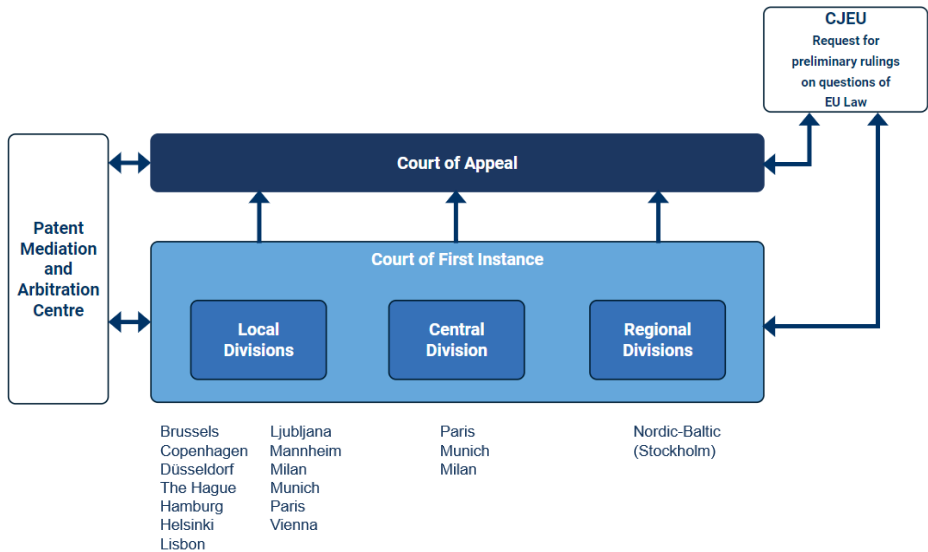 CJEU
Request for
preliminary rulings
on questions of
EU Law
Court of Appeal
Patent
Mediation
and
Arbitration
Centre
Court of First Instance
Local
Divisions
Central
Division
Regional
Divisions
Brussels
Copenhagen
Düsseldorf
The Hague
Hamburg
Helsinki
Lisbon
Ljubljana
Mannheim
Milan
Munich
Paris
Vienna
Paris
Munich
Milan
Nordic-Baltic
(Stockholm)